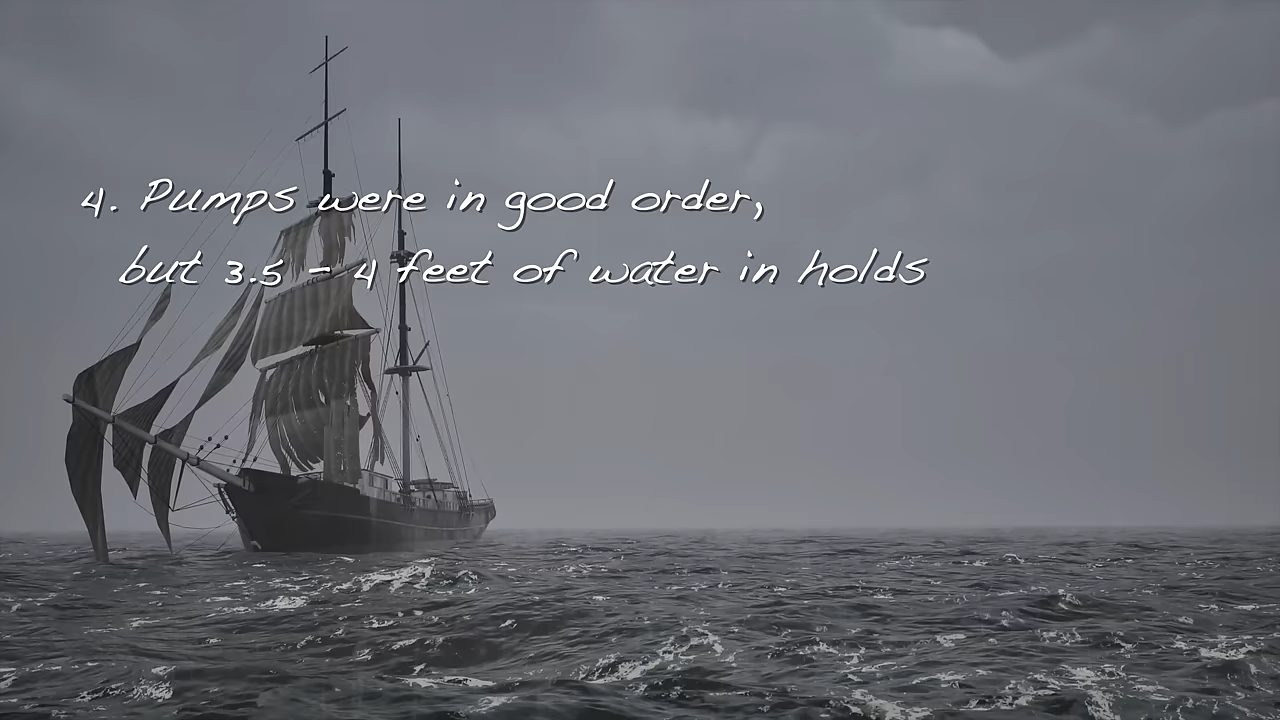 4. Pumps were in good order,
but 3.5 - 4 feet of water in holds